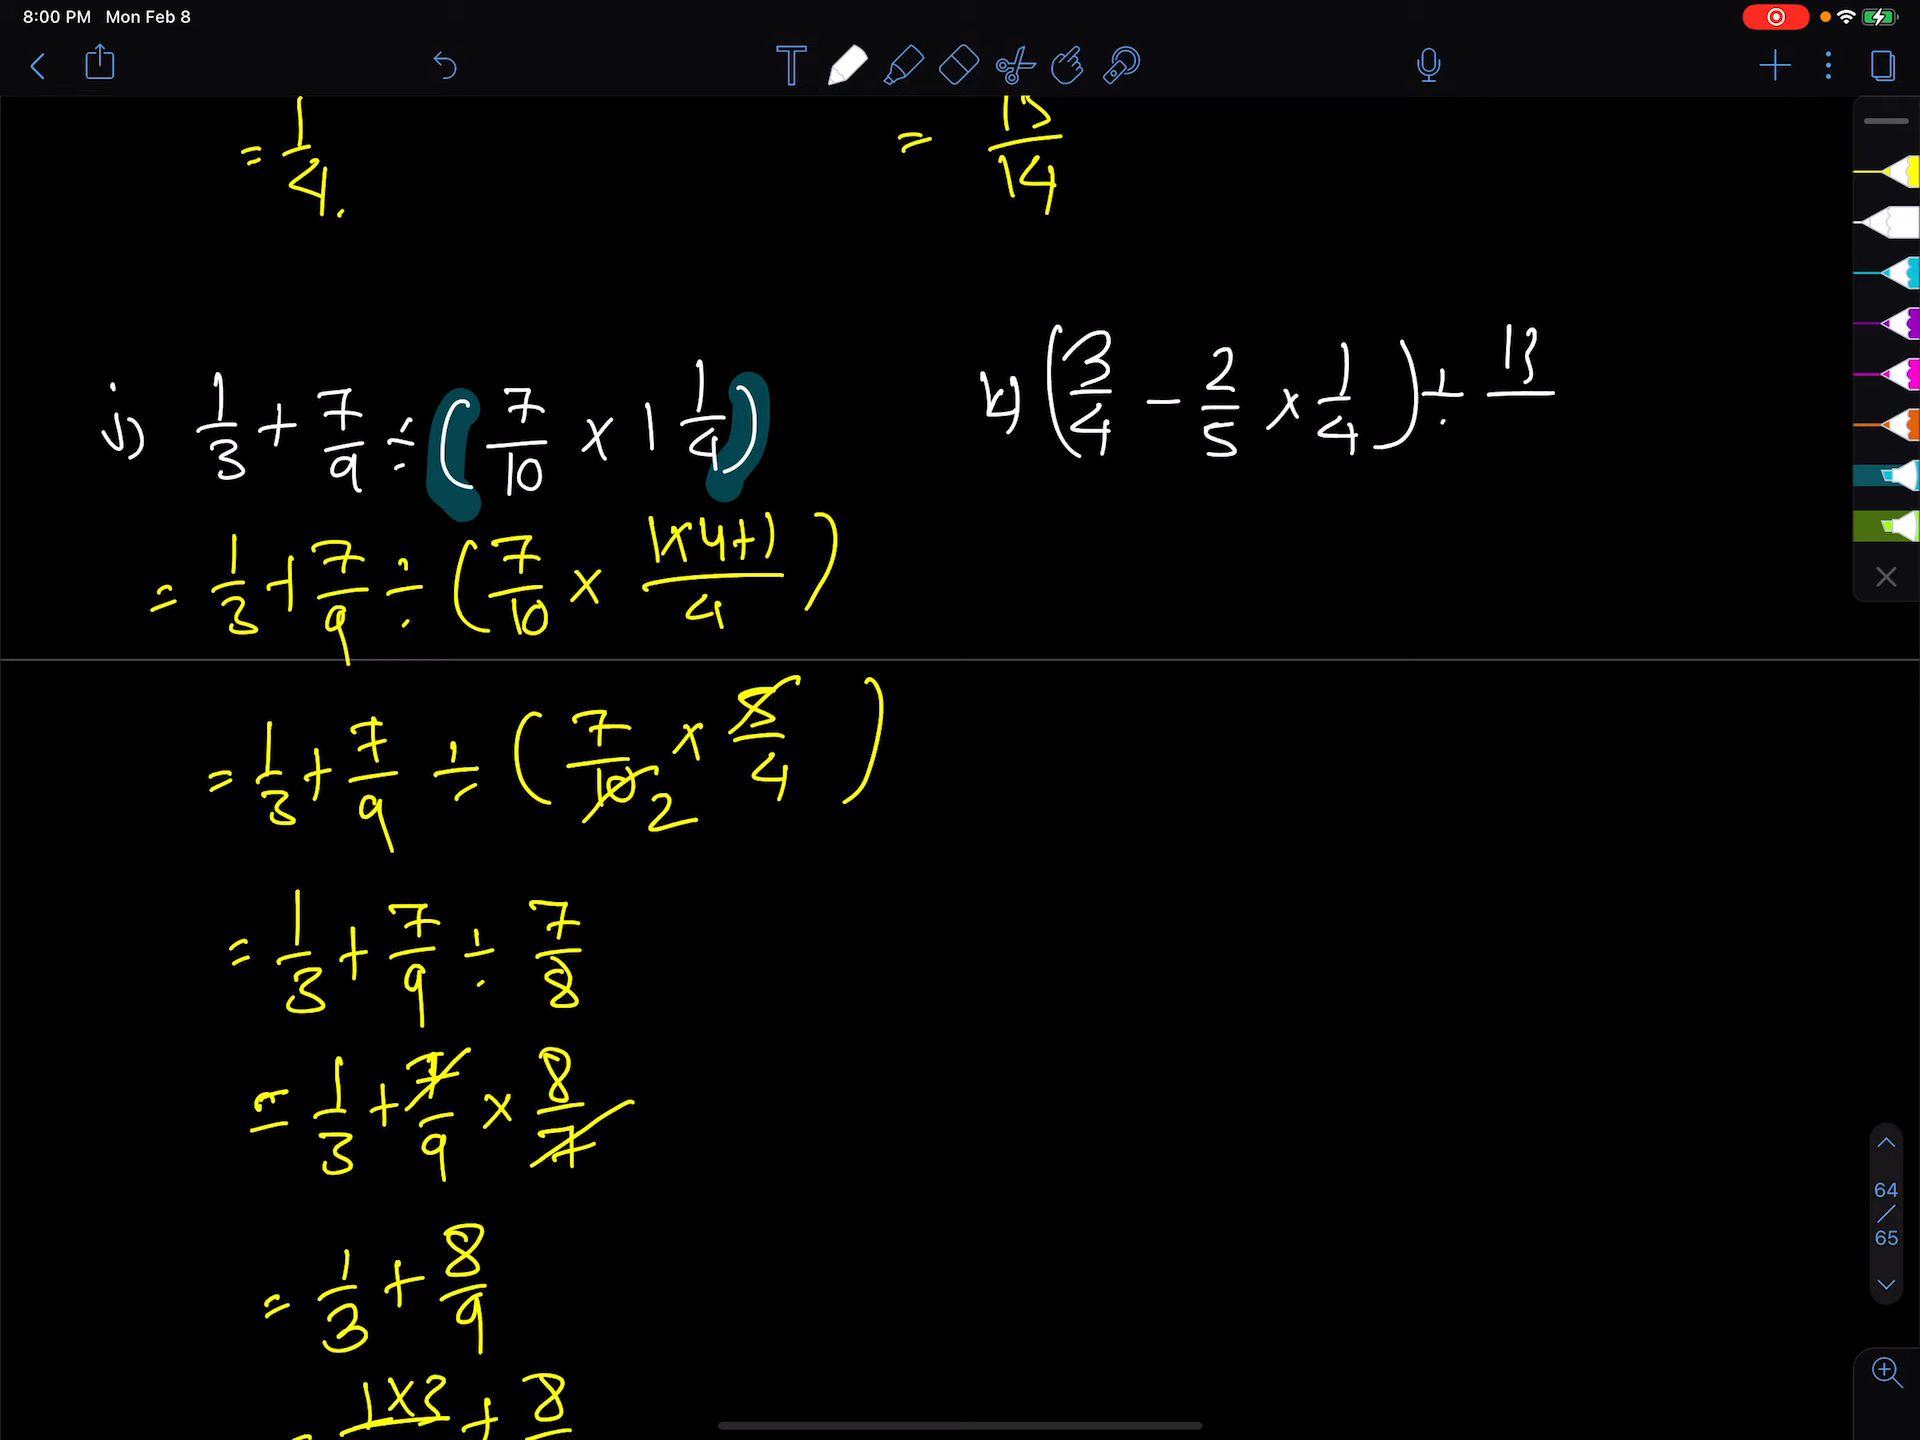 8:00 PM Mon Feb 8
= 1/4.
= 15/14
j) 1/3 + 7/9 ÷ (7/10 × 1 1/4)
= 1/3 + 7/9 ÷ (7/10 × 1×4+1/4)
= 1/3 + 7/9 ÷ (7/10 2 × 5/4)
= 1/3 + 7/9 ÷ 7/8
= 1/3 + 7/9 × 8/7
= 1/3 + 8/9
= 1×3 + 8
k) (3/4 − 2/5 × 1/4) ÷ 13
64/65